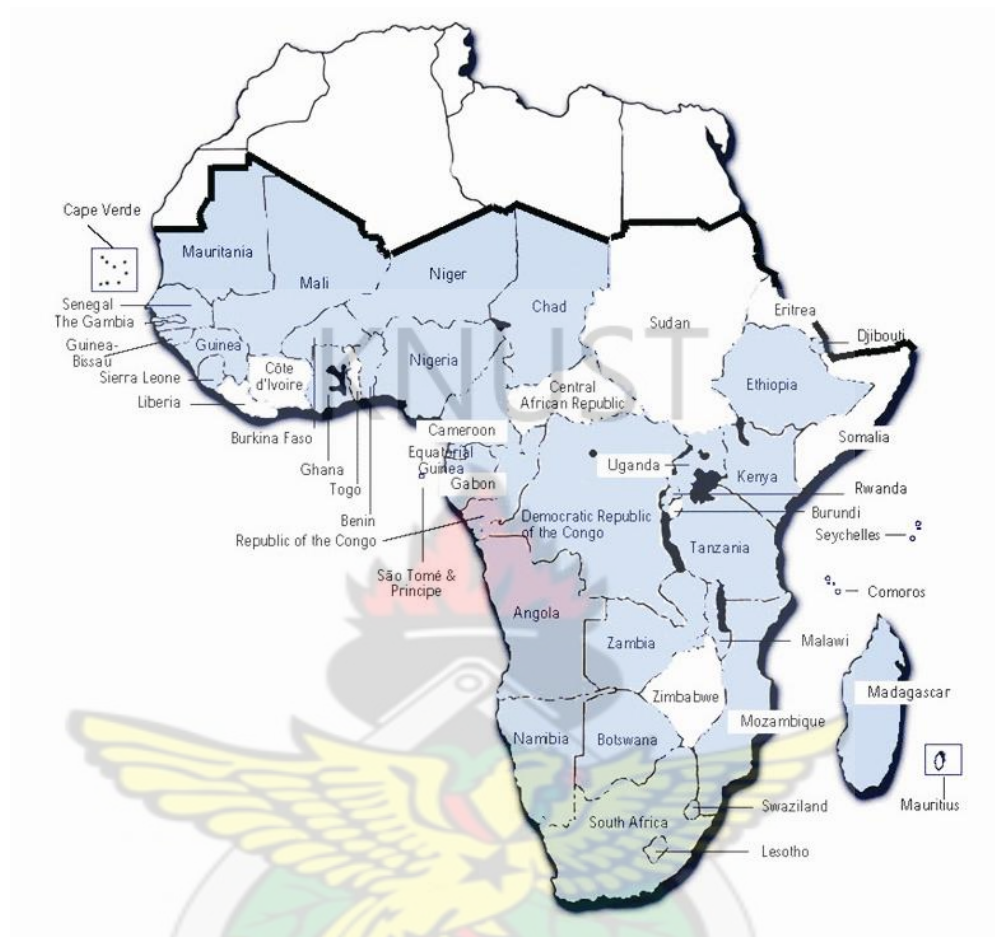 Cape Verde
Mauritania
Mali
Niger
Chad
Sudan
Eritrea
Djibouti
Senegal
The Gambia
Guinea-
Bissau
Guinea
Sierra Leone
Liberia
Côte
d'Ivoire
Burkina Faso
Ghana
Togo
Benin
Nigeria
KNUST
Ethiopia
Central
African Republic
Cameroon
Somalia
Equatorial
Guinea
Gabon
Uganda
Kenya
Rwanda
Burundi
Seychelles
Republic of the Congo
Democratic Republic
of the Congo
Tanzania
São Tomé &
Principe
Comoros
Angola
Zambia
Malawi
Zimbabwe
Madagascar
Mozambique
Namibia
Botswana
Mauritius
Swaziland
South Africa
Lesotho